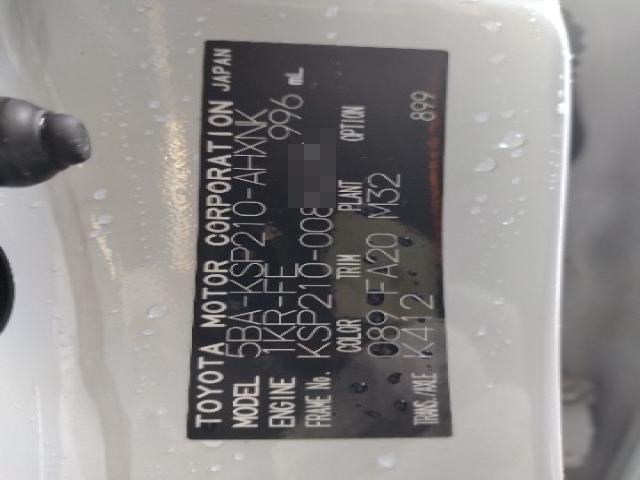 TOYOTA MOTOR CORPORATION JAPAN
MODEL 5BA-KSP210-AHXNK
ENGINE 1KR-FE 996 mL
FRAME No. KSP210-008
COLOR TRIM PLANT OPTION
089 FA20 M32
TRANS./AXLE K412 899